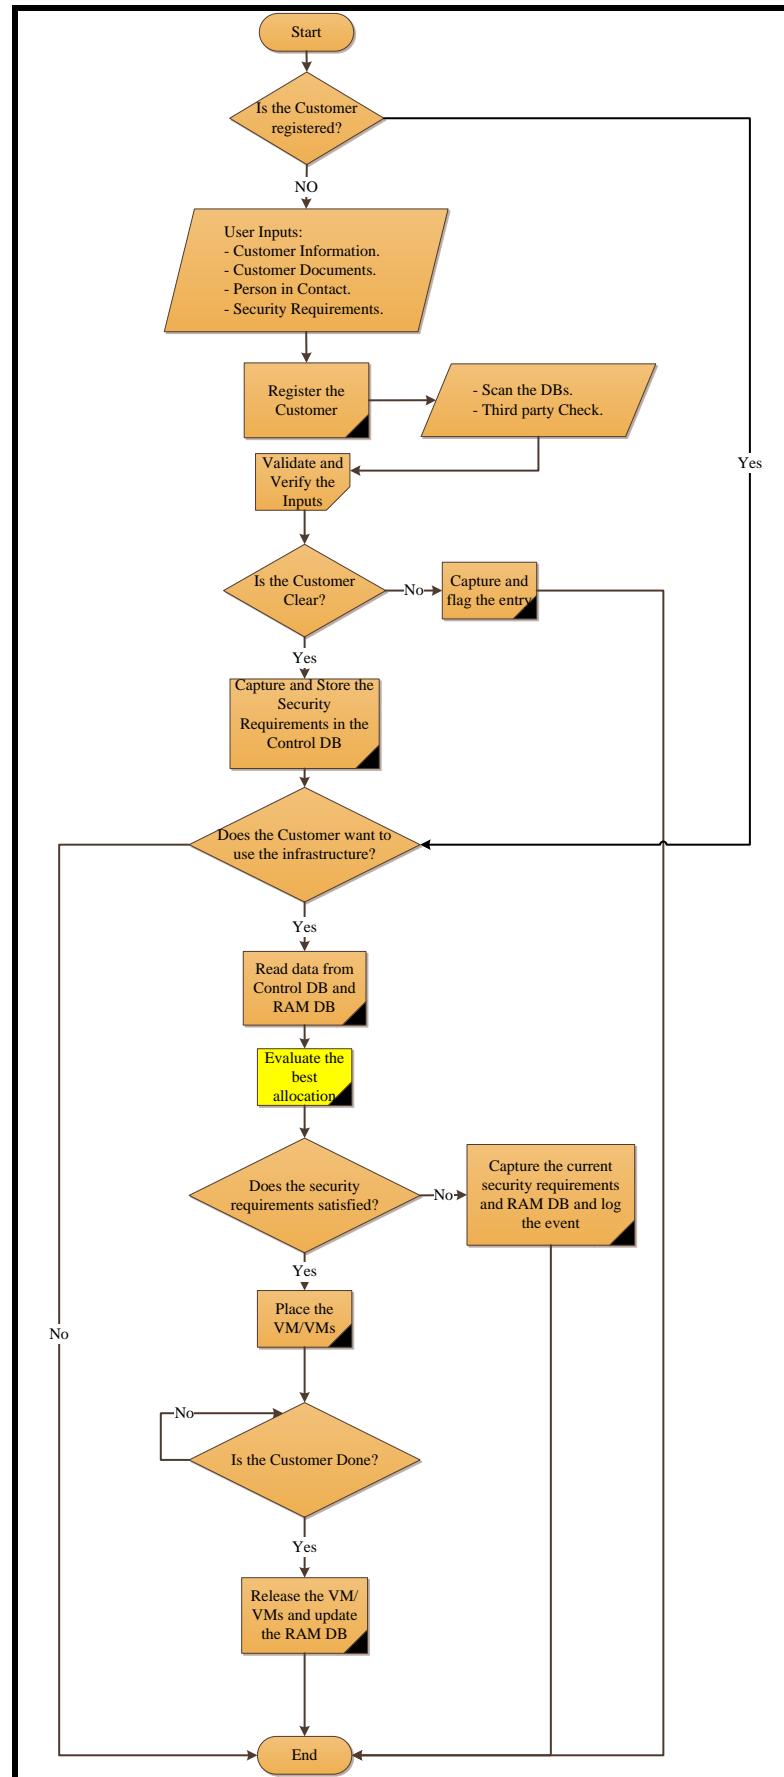 Start
Is the Customer
registered?
NO
User Inputs:
- Customer Information.
- Customer Documents.
- Person in Contact.
- Security Requirements.
Register the
Customer
- Scan the DBs.
- Third party Check.
Yes
Validate and
Verify the
Inputs
Is the Customer
Clear?
No
Capture and
flag the entry
Yes
Capture and Store the
Security
Requirements in the
Control DB
Does the Customer want to
use the infrastructure?
Yes
Read data from
Control DB and
RAM DB
Evaluate the
best
allocation
Does the security
requirements satisfied?
No
Capture the current
security requirements
and RAM DB and log
the event
Yes
Place the
VM/VMs
No
No
Is the Customer Done?
Yes
Release the VM/
VMs and update
the RAM DB
End